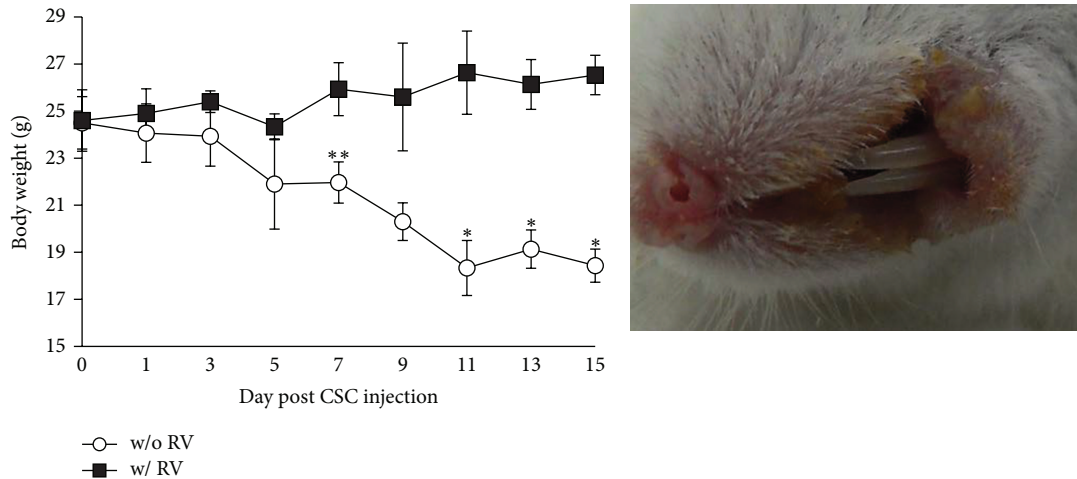 29
27
25
23
21
19
17
15
Body weight (g)
**
*
*
*
0 1 3 5 7 9 11 13 15
Day post CSC injection
w/o RV
w/ RV